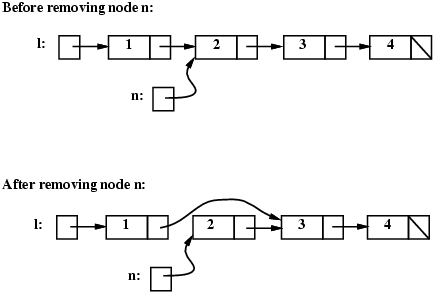 Before removing node n:
l: 1 2 3 4
n:
After removing node n:
l: 1 2 3 4
n: